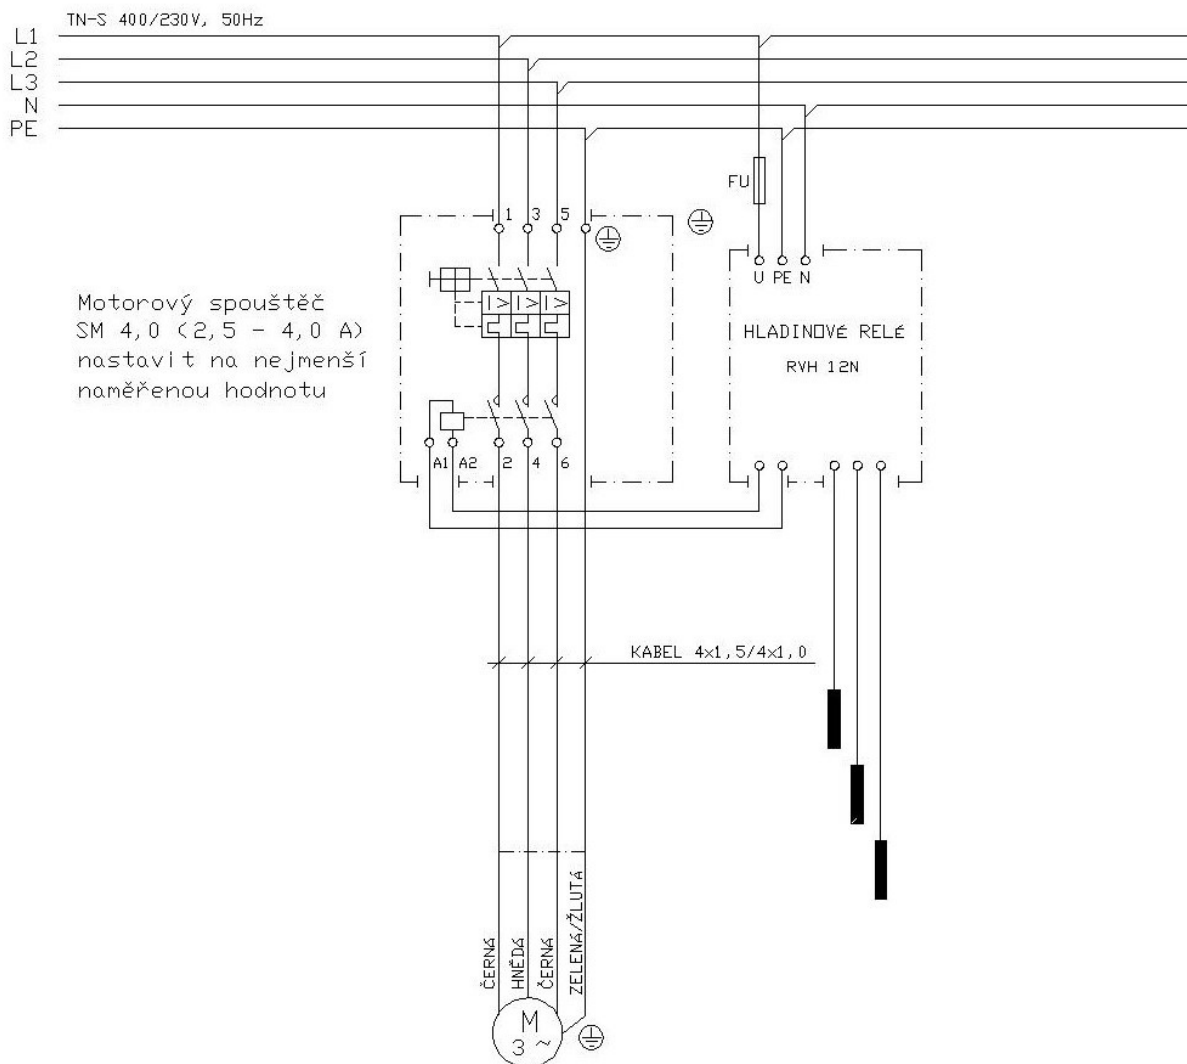 TN-S 400/230V, 50Hz
L1
L2
L3
N
PE
FU
1 3 5
U PE N
Motorový spouštěč
SM 4,0 (2,5 - 4,0 A)
nastavit na nejmenší
naměřenou hodnotu
I> I> I>
HLADINOVÉ RELÉ
RVH 12N
A1 A2 2 4 6
KABEL 4x1,5/4x1,0
ČERNÁ
HNĚDÁ
ČERNÁ
ZELENÁ/ŽLUTÁ
M
3 ~